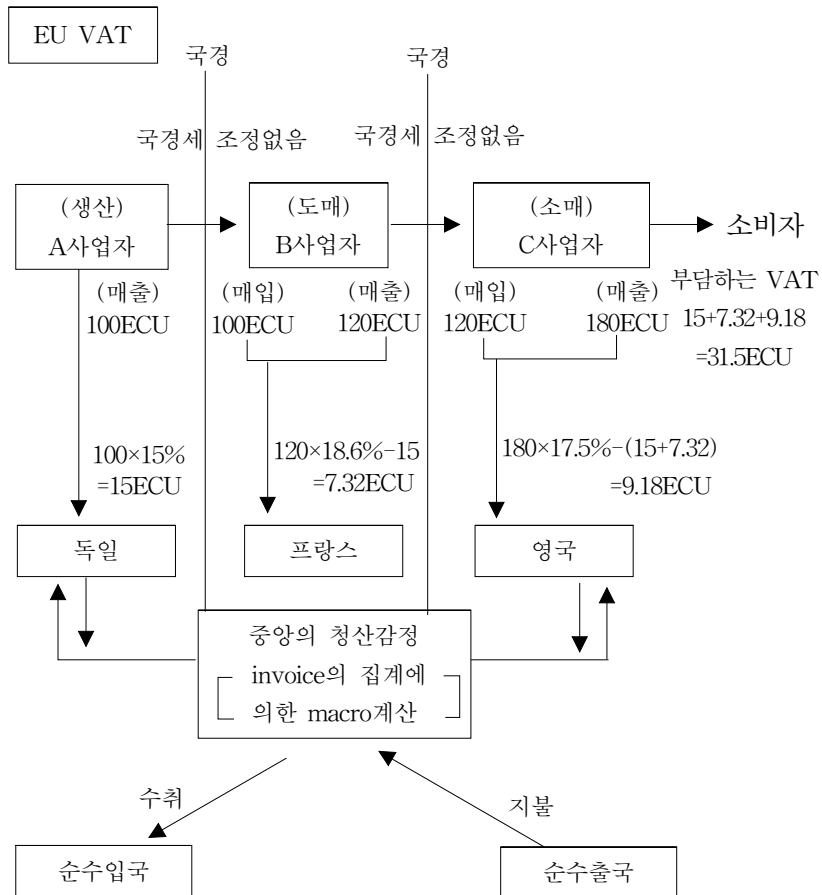 EU VAT
국경
국경
국경세 조정없음
국경세 조정없음
(생산)
A사업자
(도매)
B사업자
(소매)
C사업자
소비자
(매출)
100ECU
(매입)
100ECU
(매출)
120ECU
(매입)
120ECU
(매출)
180ECU
부담하는 VAT
15+7.32+9.18
=31.5ECU
100×15%
=15ECU
120×18.6%-15
=7.32ECU
180×17.5%-(15+7.32)
=9.18ECU
독일
프랑스
영국
중앙의 청산감정
invoice의 집계에
의한 macro계산
수취
지불
순수입국
순수출국